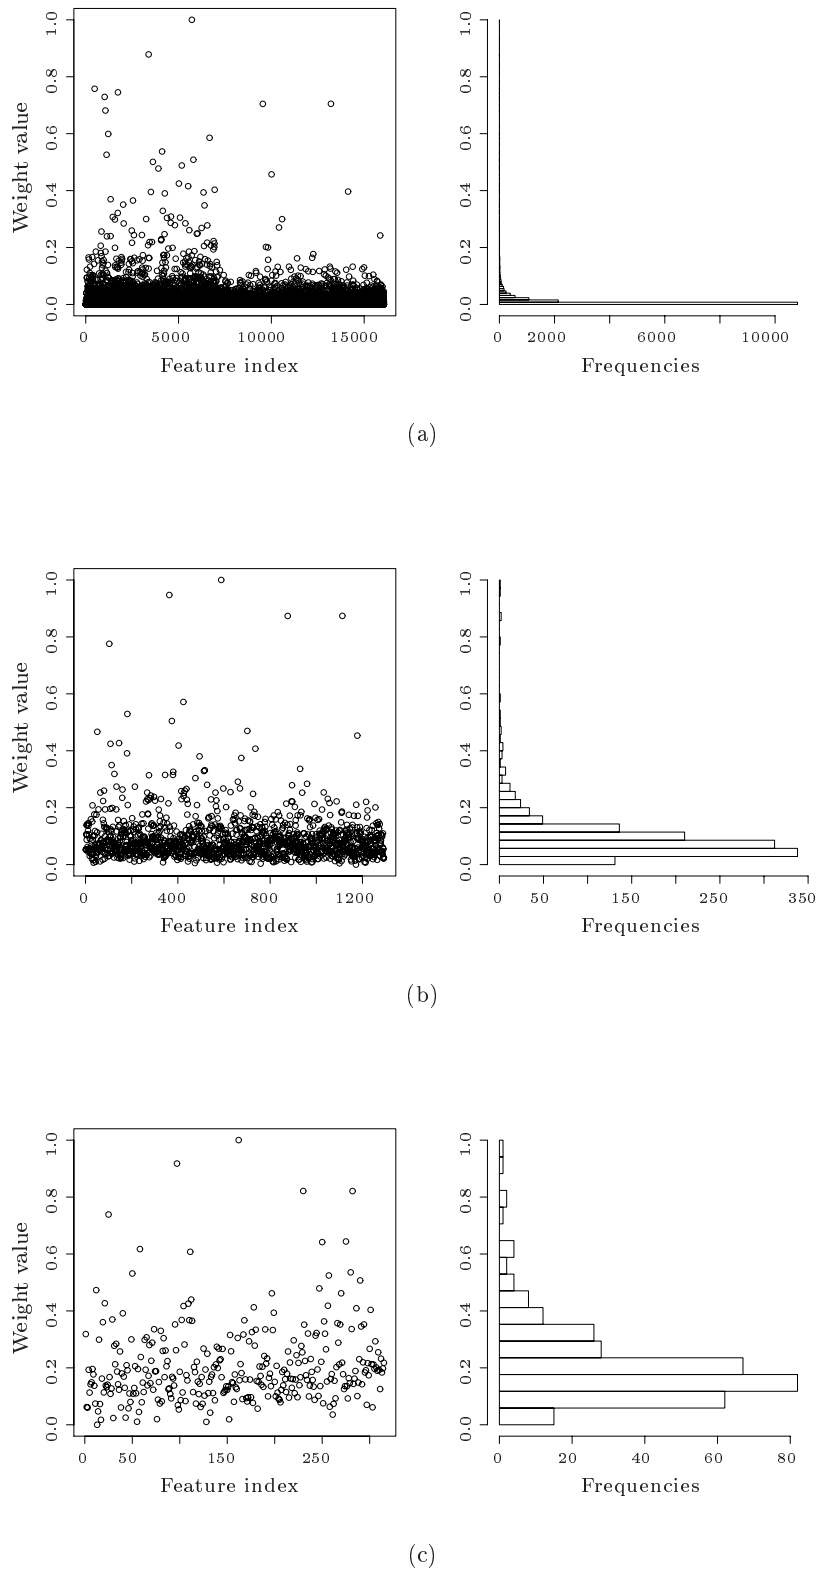 Weight value
0.0 0.2 0.4 0.6 0.8 1.0
0 5000 10000 15000
Feature index
0.0 0.2 0.4 0.6 0.8 1.0
0 2000 6000 10000
Frequencies
(a)
Weight value
0.0 0.2 0.4 0.6 0.8 1.0
0 400 800 1200
Feature index
0.0 0.2 0.4 0.6 0.8 1.0
0 50 150 250 350
Frequencies
(b)
Weight value
0.0 0.2 0.4 0.6 0.8 1.0
0 50 150 250
Feature index
0.0 0.2 0.4 0.6 0.8 1.0
0 20 40 60 80
Frequencies
(c)